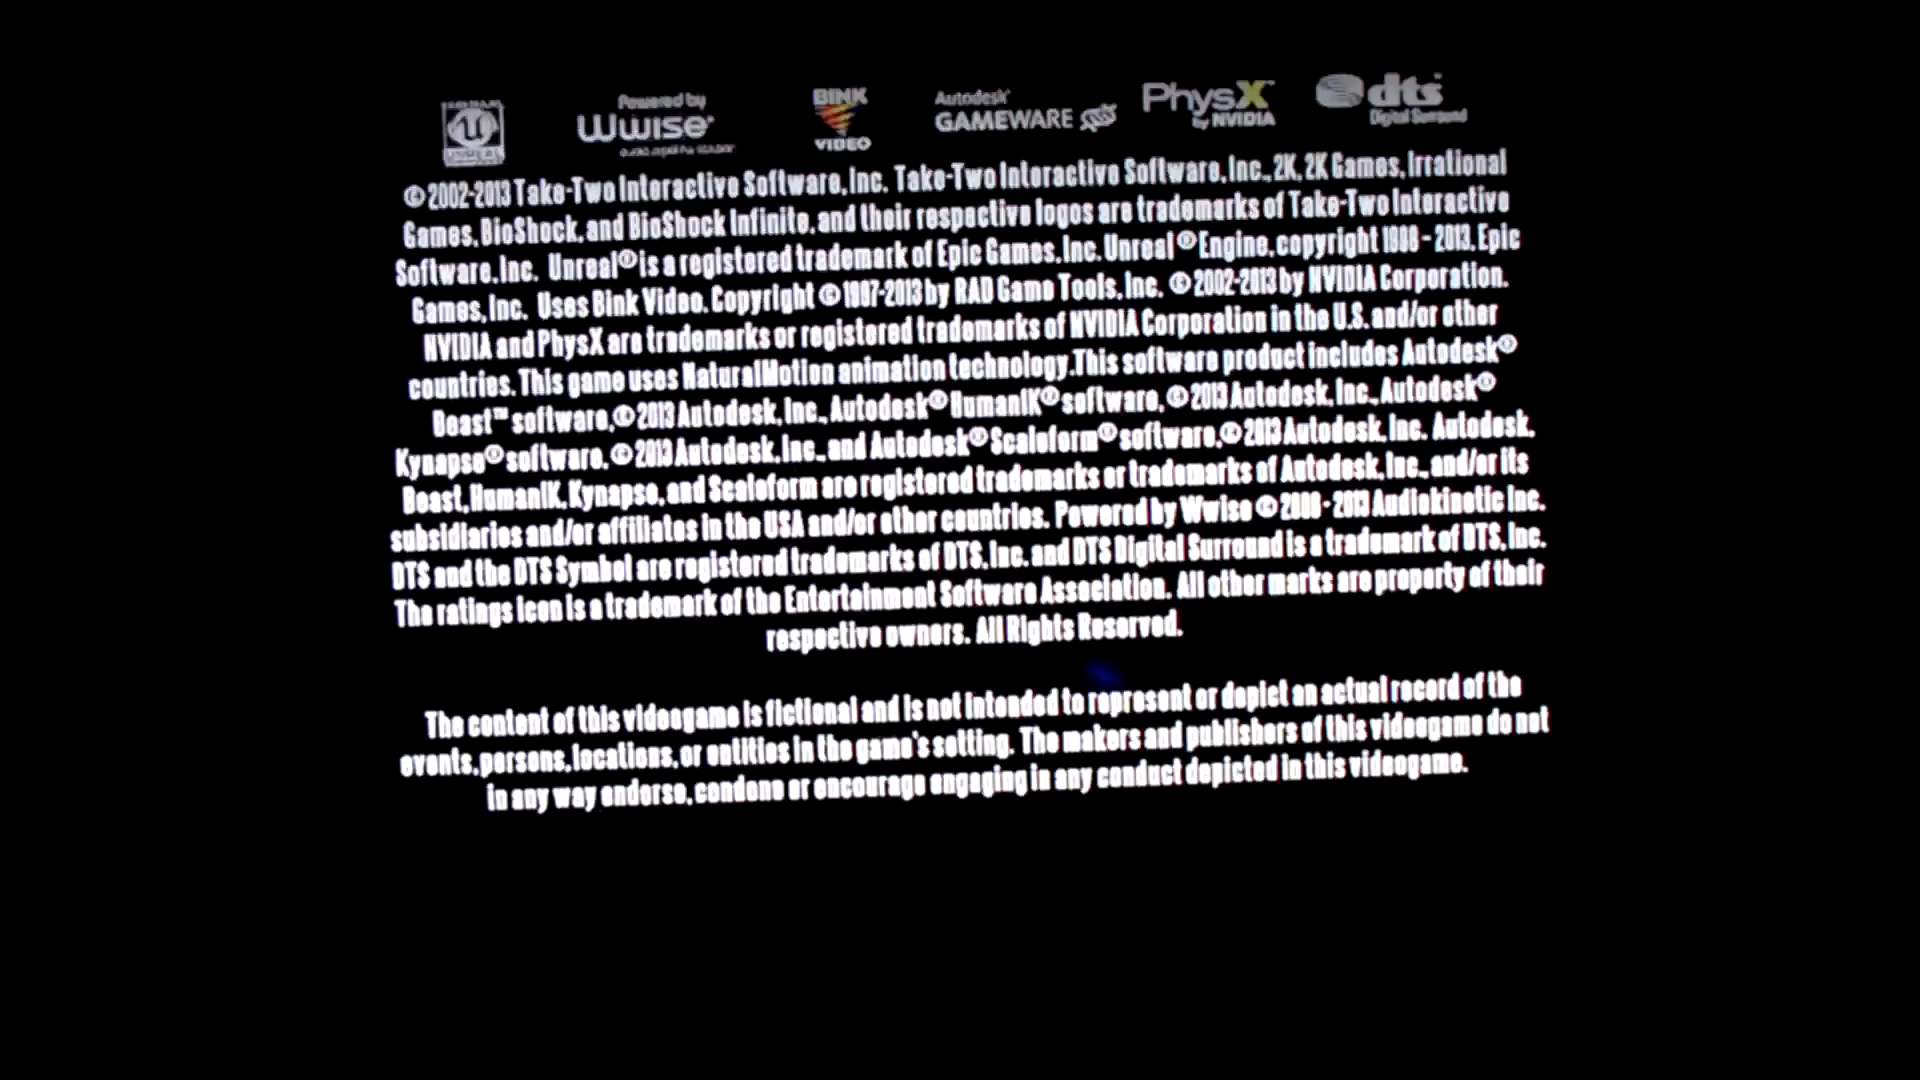 Powered by
Wwise
BINK
VIDEO
Autodesk
GAMEWARE
PhysX™
by NVIDIA
dts
Digital Surround
© 2002-2013 Take-Two Interactive Software, Inc. Take-Two Interactive Software, Inc., 2K, 2K Games, Irrational
Games, BioShock, and BioShock Infinite, and their respective logos are trademarks of Take-Two Interactive
Software, Inc. Unreal® is a registered trademark of Epic Games, Inc. Unreal® Engine, copyright 1998 - 2013, Epic
Games, Inc. Uses Bink Video. Copyright © 1997-2013 by RAD Game Tools, Inc. © 2002-2013 by NVIDIA Corporation.
NVIDIA and PhysX are trademarks or registered trademarks of NVIDIA Corporation in the U.S. and/or other
countries. This game uses NaturalMotion animation technology.This software product includes Autodesk®
Beast™ software,© 2013 Autodesk, Inc., Autodesk® HumanIK® software, © 2013 Autodesk, Inc., Autodesk®
Kynapse® software, © 2013 Autodesk, Inc., and Autodesk® Scaleform® software,© 2013 Autodesk, Inc. Autodesk,
Beast, HumanIK, Kynapse, and Scaleform are registered trademarks or trademarks of Autodesk, Inc., and/or its
subsidiaries and/or affiliates in the USA and/or other countries. Powered by Wwise © 2006 - 2013 Audiokinetic Inc.
DTS and the DTS Symbol are registered trademarks of DTS, Inc. and DTS Digital Surround is a trademark of DTS, Inc.
The ratings icon is a trademark of the Entertainment Software Association. All other marks are property of their
respective owners. All Rights Reserved.
The content of this videogame is fictional and is not intended to represent or depict an actual record of the
events, persons, locations, or entities in the game's setting. The makers and publishers of this videogame do not
in any way endorse, condone or encourage engaging in any conduct depicted in this videogame.